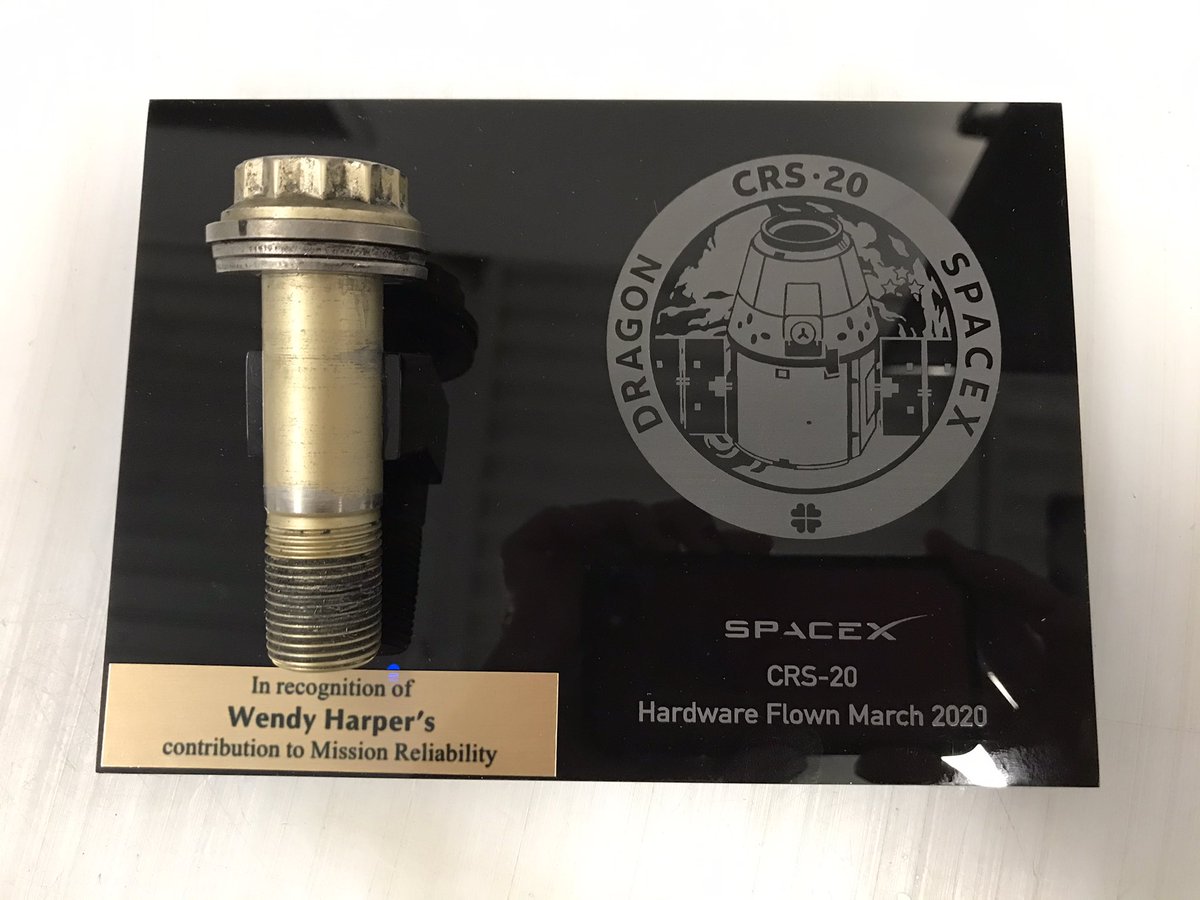 In recognition of
Wendy Harper's
contribution to Mission Reliability
CRS·20
DRAGON
SPACEX
SPACEX
CRS-20
Hardware Flown March 2020